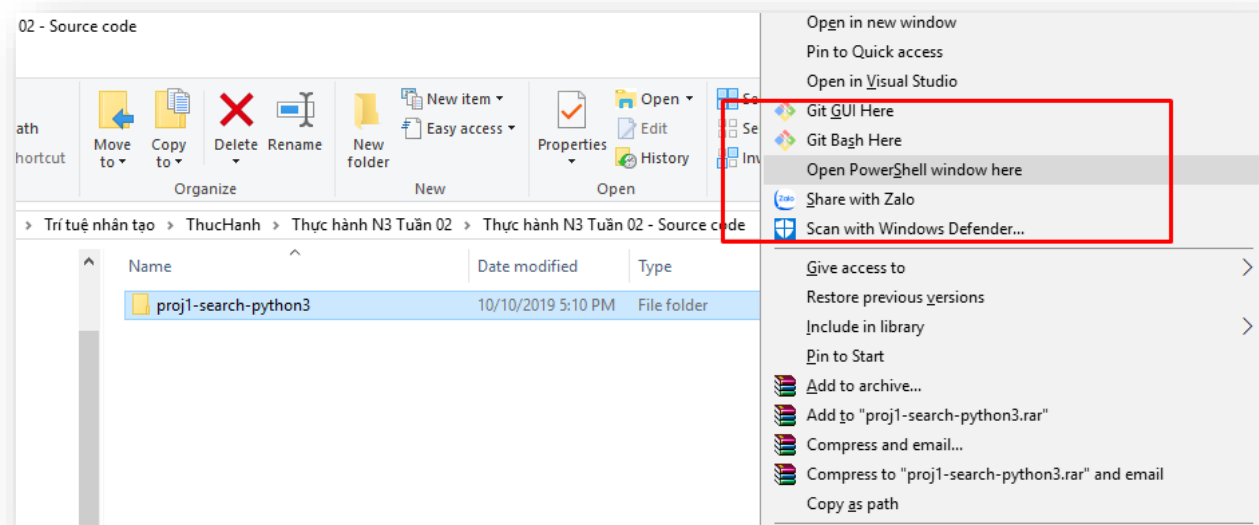 02 - Source code
ath
hortcut
Move to
Copy to
Delete
Rename
New folder
New item
Easy access
Properties
Open
Edit
History
Se
Se
Inv
Organize
New
Open
Trí tuệ nhân tạo > ThucHanh > Thực hành N3 Tuần 02 > Thực hành N3 Tuần 02 - Source code
Name Date modified Type
proj1-search-python3 10/10/2019 5:10 PM File folder
Open in new window
Pin to Quick access
Open in Visual Studio
Git GUI Here
Git Bash Here
Open PowerShell window here
Zalo
Share with Zalo
Scan with Windows Defender...
Give access to
Restore previous versions
Include in library
Pin to Start
Add to archive...
Add to "proj1-search-python3.rar"
Compress and email...
Compress to "proj1-search-python3.rar" and email
Copy as path